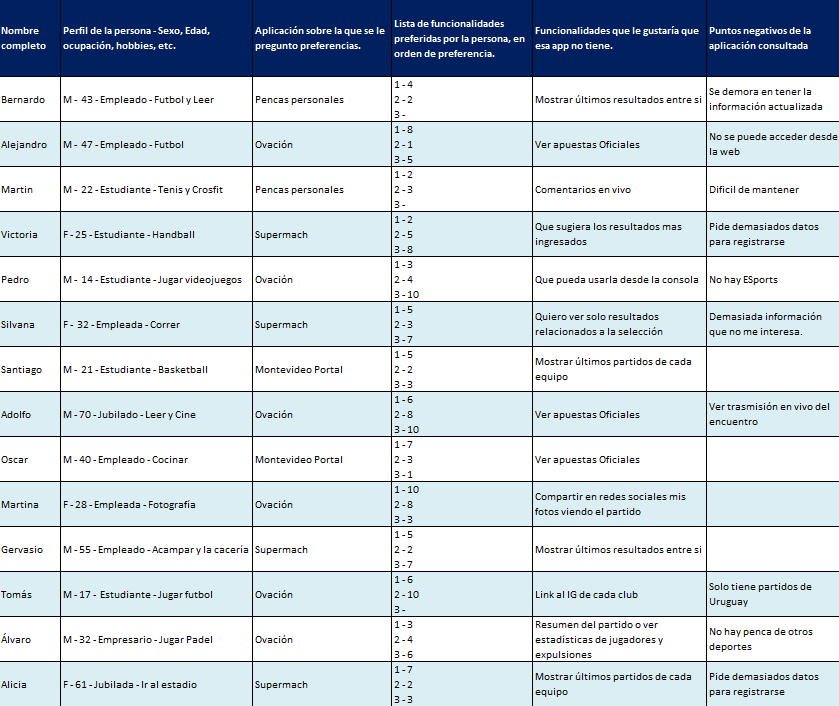 Nombre completo
Perfil de la persona - Sexo, Edad, ocupación, hobbies, etc.
Aplicación sobre la que se le pregunto preferencias.
Lista de funcionalidades preferidas por la persona, en orden de preferencia.
Funcionalidades que le gustaría que esa app no tiene.
Puntos negativos de la aplicación consultada
Bernardo
M - 43 - Empleado - Futbol y Leer
Pencas personales
1 - 4
2 - 2
3 -
Mostrar últimos resultados entre si
Se demora en tener la información actualizada
Alejandro
M - 47 - Empleado - Futbol
Ovación
1 - 8
2 - 1
3 - 5
Ver apuestas Oficiales
No se puede acceder desde la web
Martin
M - 22 - Estudiante - Tenis y Crosfit
Pencas personales
1 - 2
2 - 3
3 -
Comentarios en vivo
Dificil de mantener
Victoria
F - 25 - Estudiante - Handball
Supermach
1 - 2
2 - 5
3 - 8
Que sugiera los resultados mas ingresados
Pide demasiados datos para registrarse
Pedro
M - 14 - Estudiante - Jugar videojuegos
Ovación
1 - 3
2 - 4
3 - 10
Que pueda usarla desde la consola
No hay ESports
Silvana
F - 32 - Empleada - Correr
Supermach
1 - 5
2 - 3
3 - 7
Quiero ver solo resultados relacionados a la selección
Demasiada información que no me interesa.
Santiago
M - 21 - Estudiante - Basketball
Montevideo Portal
1 - 5
2 - 2
3 - 3
Mostrar últimos partidos de cada equipo
Adolfo
M - 70 - Jubilado - Leer y Cine
Ovación
1 - 6
2 - 8
3 - 10
Ver apuestas Oficiales
Ver trasmisión en vivo del encuentro
Oscar
M - 40 - Empleado - Cocinar
Montevideo Portal
1 - 7
2 - 3
3 - 1
Ver apuestas Oficiales
Martina
F - 28 - Empleada - Fotografía
Ovación
1 - 10
2 - 8
3 - 3
Compartir en redes sociales mis fotos viendo el partido
Gervasio
M - 55 - Empleado - Acampar y la cacería
Supermach
1 - 5
2 - 2
3 - 7
Mostrar últimos resultados entre si
Tomás
M - 17 - Estudiante - Jugar futbol
Ovación
1 - 6
2 - 10
3 -
Link al IG de cada club
Solo tiene partidos de Uruguay
Álvaro
M - 32 - Empresario - Jugar Padel
Ovación
1 - 3
2 - 4
3 - 6
Resumen del partido o ver estadísticas de jugadores y expulsiones
No hay penca de otros deportes
Alicia
F - 61 - Jubilada - Ir al estadio
Supermach
1 - 7
2 - 2
3 - 3
Mostrar últimos partidos de cada equipo
Pide demasiados datos para registrarse